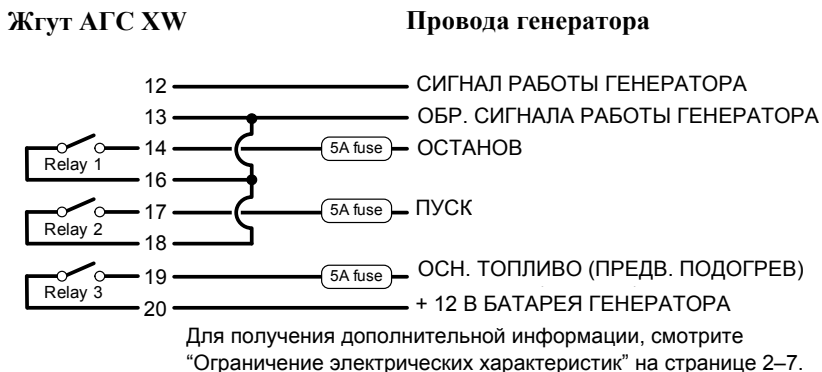 Жгут АГС XW Провода генератора
12 СИГНАЛ РАБОТЫ ГЕНЕРАТОРА
13 ОБР. СИГНАЛА РАБОТЫ ГЕНЕРАТОРА
14 5A fuse ОСТАНОВ
Relay 1
16
17 5A fuse ПУСК
Relay 2
18
19 5A fuse ОСН. ТОПЛИВО (ПРЕДВ. ПОДОГРЕВ)
Relay 3
20 + 12 В БАТАРЕЯ ГЕНЕРАТОРА
Для получения дополнительной информации, смотрите
“Ограничение электрических характеристик” на странице 2–7.